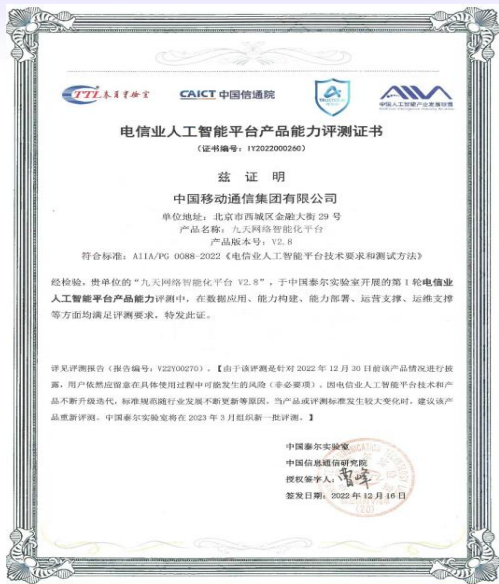 TTL 泰尔实验室
CAICT 中国信通院
AIIA
中国人工智能产业发展联盟
电信业人工智能平台产品能力评测证书
（证书编号：IY2022000260）
兹 证 明
中国移动通信集团有限公司
单位地址：北京市西城区金融大街 29 号
产品名称：九天网络智能化平台
产品版本号：V2.8
符合标准：AIIA/PG 0088-2022《电信业人工智能平台技术要求和测试方法》
经检验，贵单位的“九天网络智能化平台 V2.8”，于中国泰尔实验室开展的第 1 轮电信业
人工智能平台产品能力评测中，在数据应用、能力构建、能力部署、运营支撑、运维支撑
等方面均满足评测要求，特发此证。
详见评测报告（报告编号：V22Y00270）。【由于该评测是针对 2022 年 12 月 30 日前该产品情况进行披
露，用户依然应留意在具体使用过程中可能发生的风险（非必要项）。因电信业人工智能平台技术和产
品不断升级迭代，标准规范随行业发展不断更新等原因，当产品或评测标准发生较大变化时，建议该产
品重新评测。中国泰尔实验室将在 2023 年 3 月组织新一批评测。】
中国泰尔实验室
中国信息通信研究院
授权签字人：曹峰
签发日期：2022 年 12 月 16 日